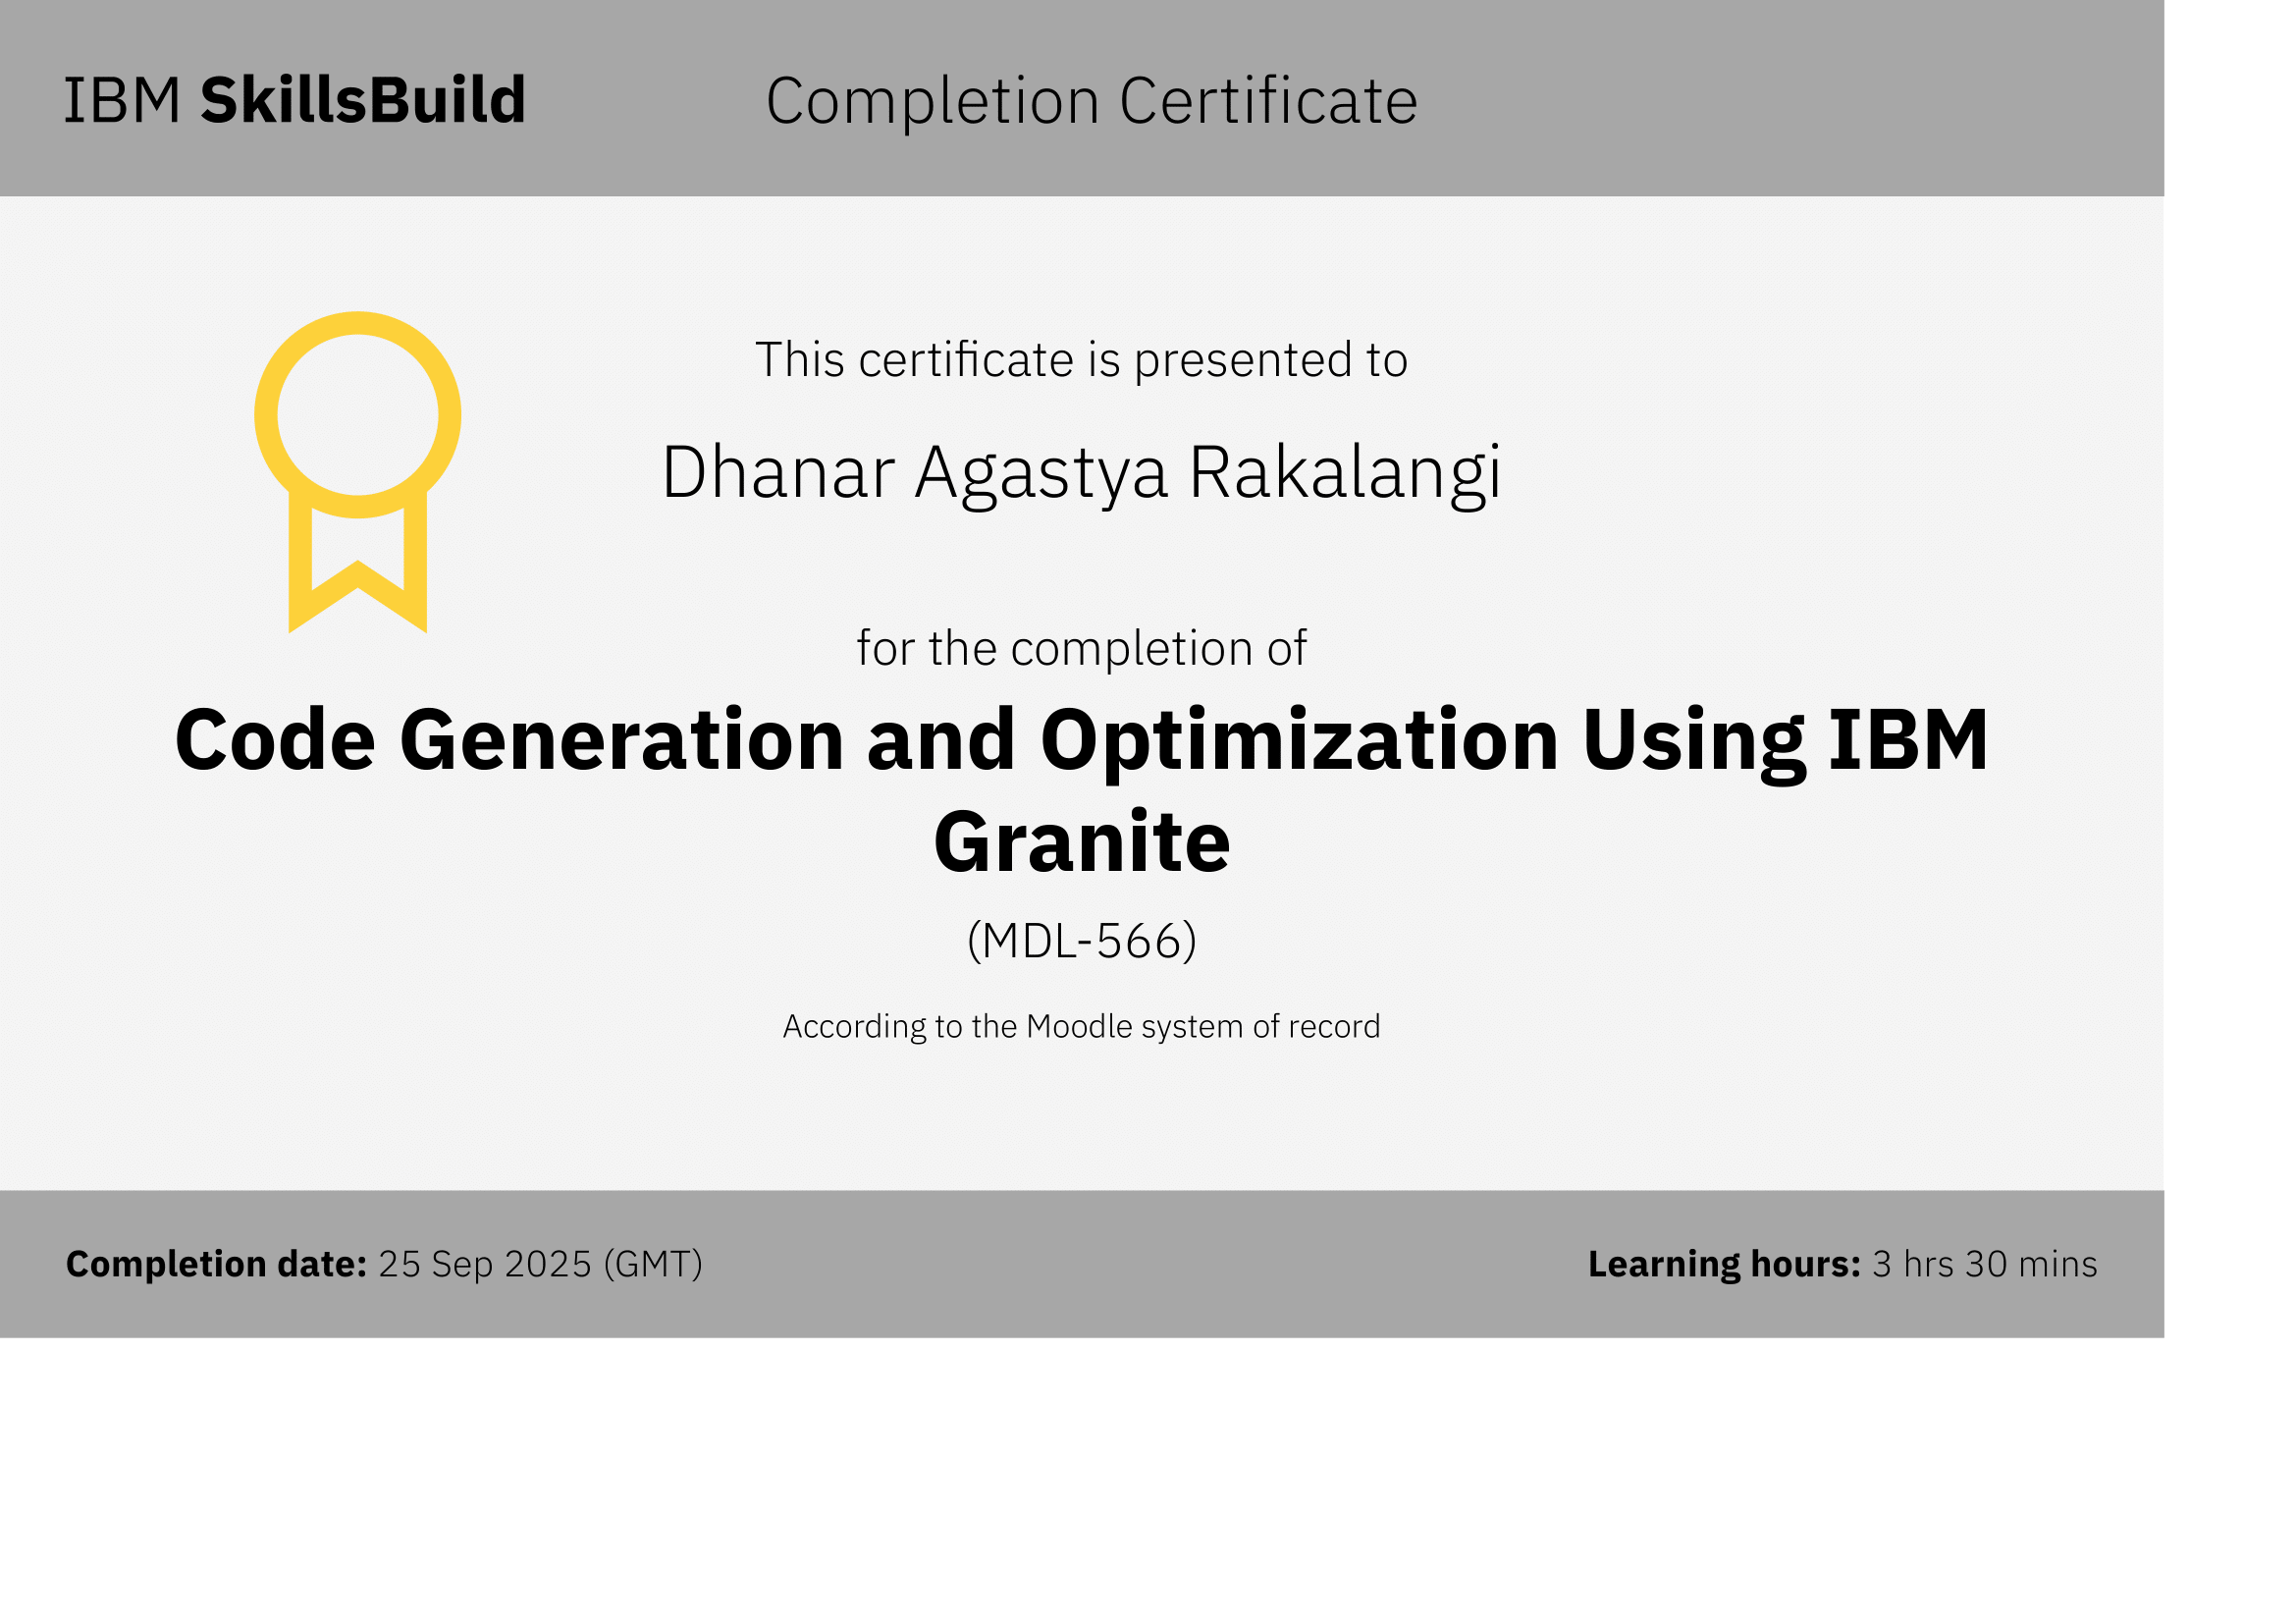 IBM SkillsBuild
Completion Certificate
This certificate is presented to
Dhanar Agastya Rakalangi
for the completion of
Code Generation and Optimization Using IBM
Granite
(MDL-566)
According to the Moodle system of record
Completion date: 25 Sep 2025 (GMT)
Learning hours: 3 hrs 30 mins